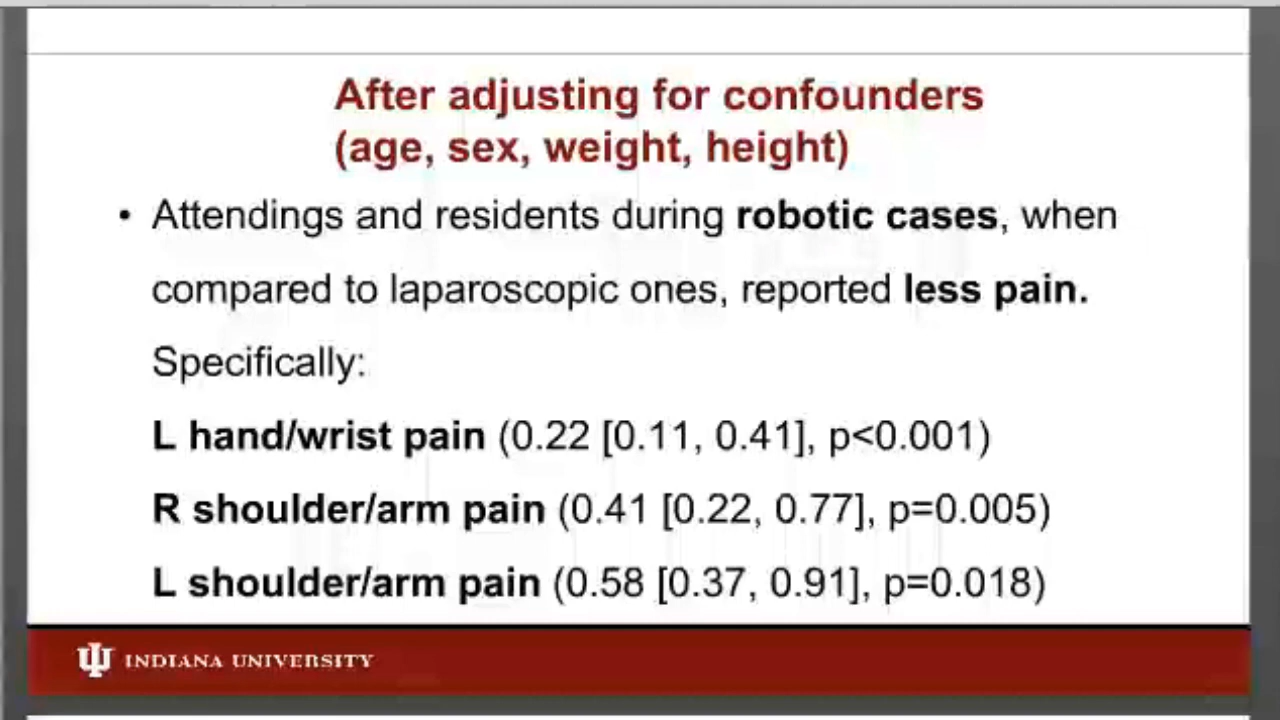 After adjusting for confounders
(age, sex, weight, height)
• Attendings and residents during robotic cases, when
compared to laparoscopic ones, reported less pain.
Specifically:
L hand/wrist pain (0.22 [0.11, 0.41], p<0.001)
R shoulder/arm pain (0.41 [0.22, 0.77], p=0.005)
L shoulder/arm pain (0.58 [0.37, 0.91], p=0.018)
INDIANA UNIVERSITY